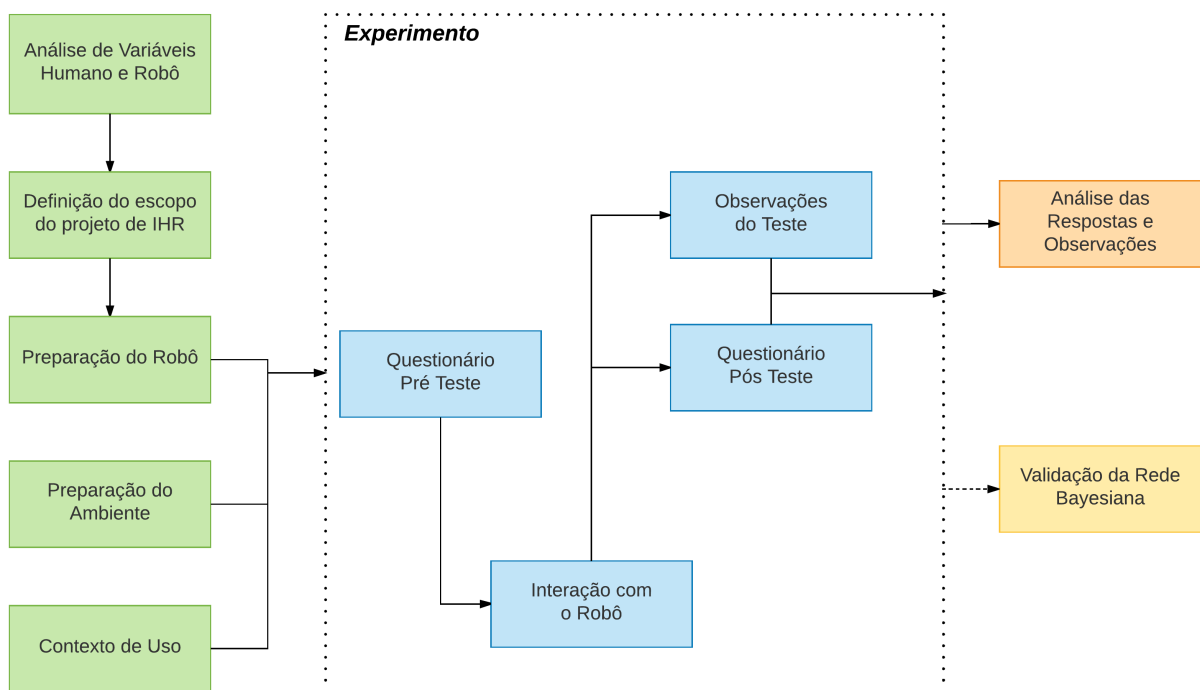 Análise de Variáveis
Humano e Robô
Definição do escopo
do projeto de IHR
Preparação do Robô
Preparação do
Ambiente
Contexto de Uso
Experimento
Questionário
Pré Teste
Interação com
o Robô
Observações
do Teste
Questionário
Pós Teste
Análise das
Respostas e
Observações
Validação da Rede
Bayesiana